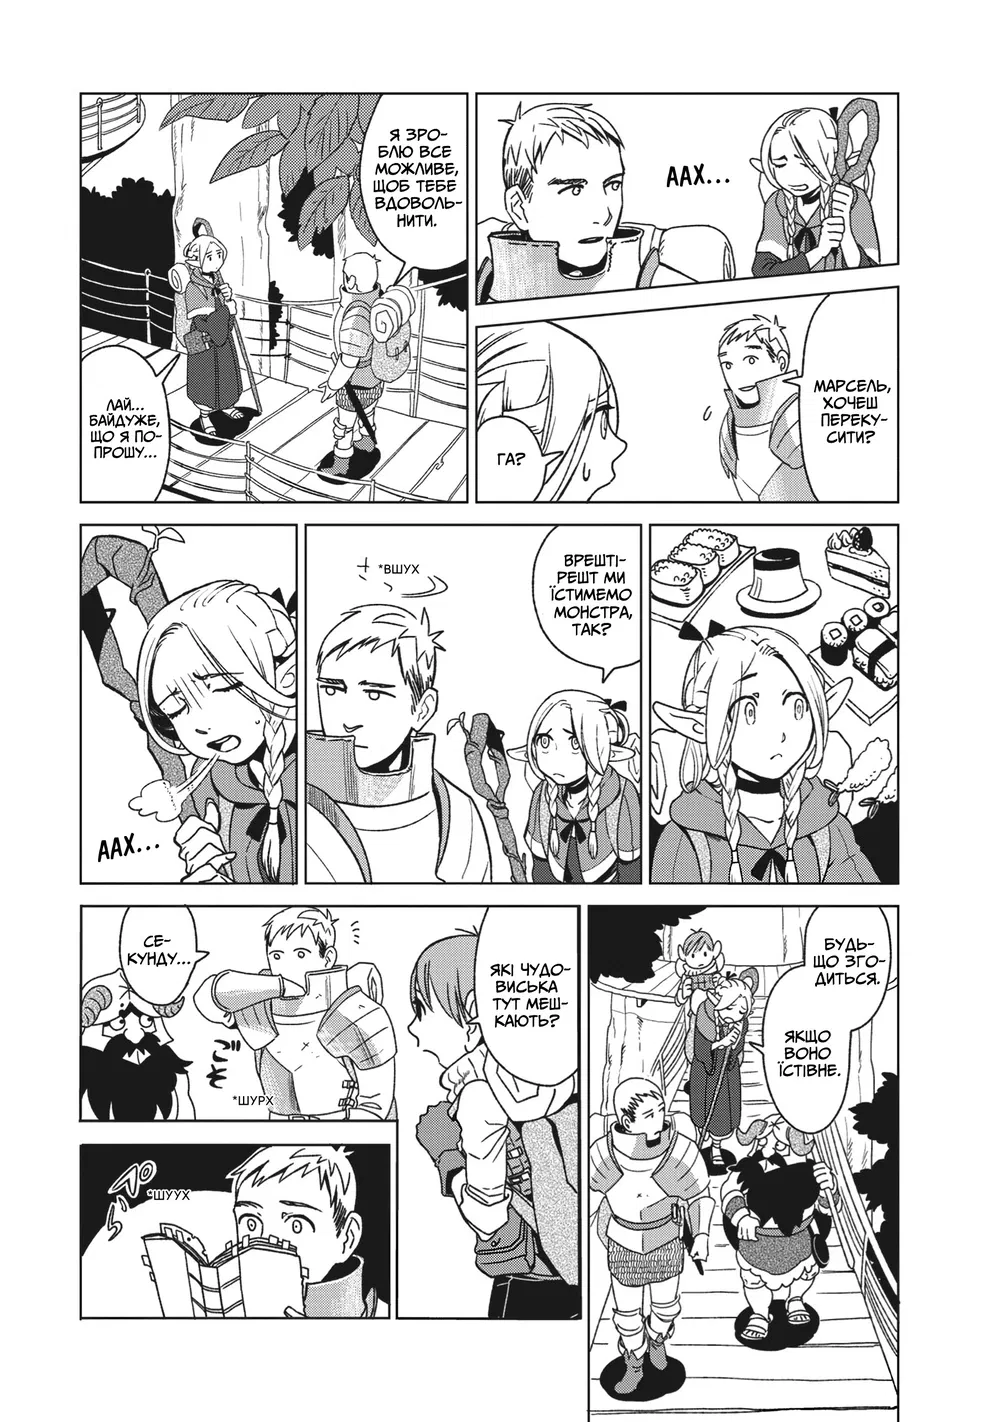 ААХ...
МАРСЕЛЬ,
ХОЧЕШ
ПЕРЕКУ-
СИТИ?
ГА?
Я ЗРО-
БЛЮ ВСЕ
МОЖЛИВЕ,
ЩОБ ТЕБЕ
ВДОВОЛЬ-
НИТИ.
ЛАЙ...
БАЙДУЖЕ,
ЩО Я ПО-
ПРОШУ...
ВРЕШТІ-
РЕШТ МИ
ЇСТИМЕМО
МОНСТРА,
ТАК?
*ВШУХ
ААХ...
БУДЬ-
ЩО ЗГО-
ДИТЬСЯ.
ЯКЩО
ВОНО
ЇСТІВНЕ.
ЯКІ ЧУДО-
ВИСЬКА
ТУТ МЕШ-
КАЮТЬ?
СЕ-
КУНДУ...
*ШУРХ
*ШУУХ